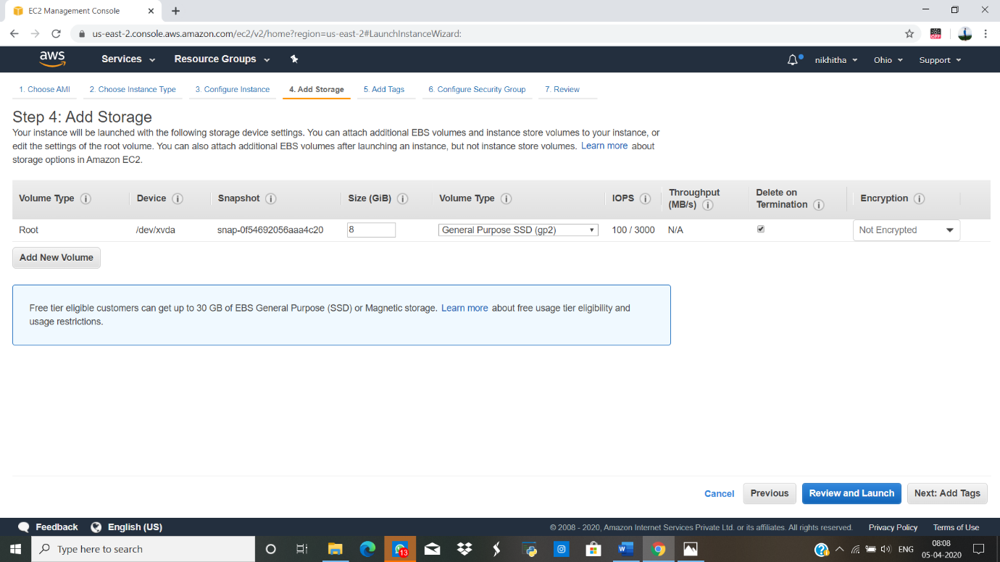 EC2 Management Console
us-east-2.console.aws.amazon.com/ec2/v2/home?region=us-east-2#LaunchInstanceWizard:
OFF
aws Services Resource Groups nikhitha Ohio Support
1. Choose AMI 2. Choose Instance Type 3. Configure Instance 4. Add Storage 5. Add Tags 6. Configure Security Group 7. Review
Step 4: Add Storage
Your instance will be launched with the following storage device settings. You can attach additional EBS volumes and instance store volumes to your instance, or
edit the settings of the root volume. You can also attach additional EBS volumes after launching an instance, but not instance store volumes. Learn more about
storage options in Amazon EC2.
Volume Type Device Snapshot Size (GiB) Volume Type IOPS Throughput (MB/s) Delete on Termination Encryption
Root /dev/xvda snap-0f54692056aaa4c20 8 General Purpose SSD (gp2) 100 / 3000 N/A Not Encrypted
Add New Volume
Free tier eligible customers can get up to 30 GB of EBS General Purpose (SSD) or Magnetic storage. Learn more about free usage tier eligibility and
usage restrictions.
Cancel Previous Review and Launch Next: Add Tags
Feedback English (US) © 2008 - 2020, Amazon Internet Services Private Ltd. or its affiliates. All rights reserved. Privacy Policy Terms of Use
Type here to search 13 ENG 08:08
05-04-2020